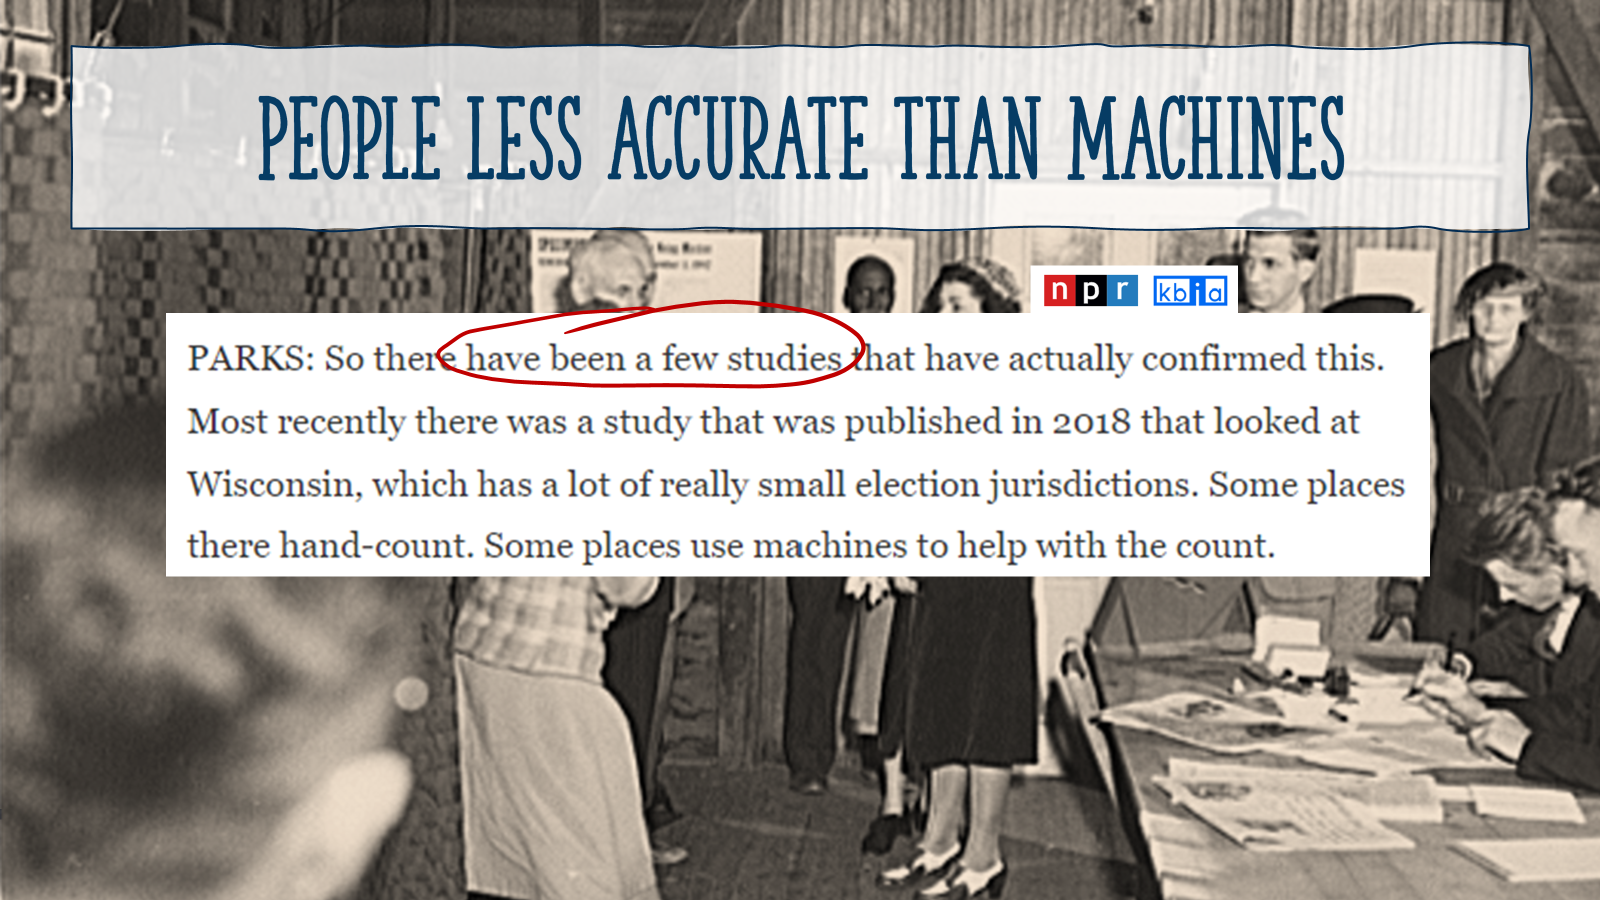 PEOPLE LESS ACCURATE THAN MACHINES
npr kbia
PARKS: So there have been a few studies that have actually confirmed this.
Most recently there was a study that was published in 2018 that looked at
Wisconsin, which has a lot of really small election jurisdictions. Some places
there hand-count. Some places use machines to help with the count.